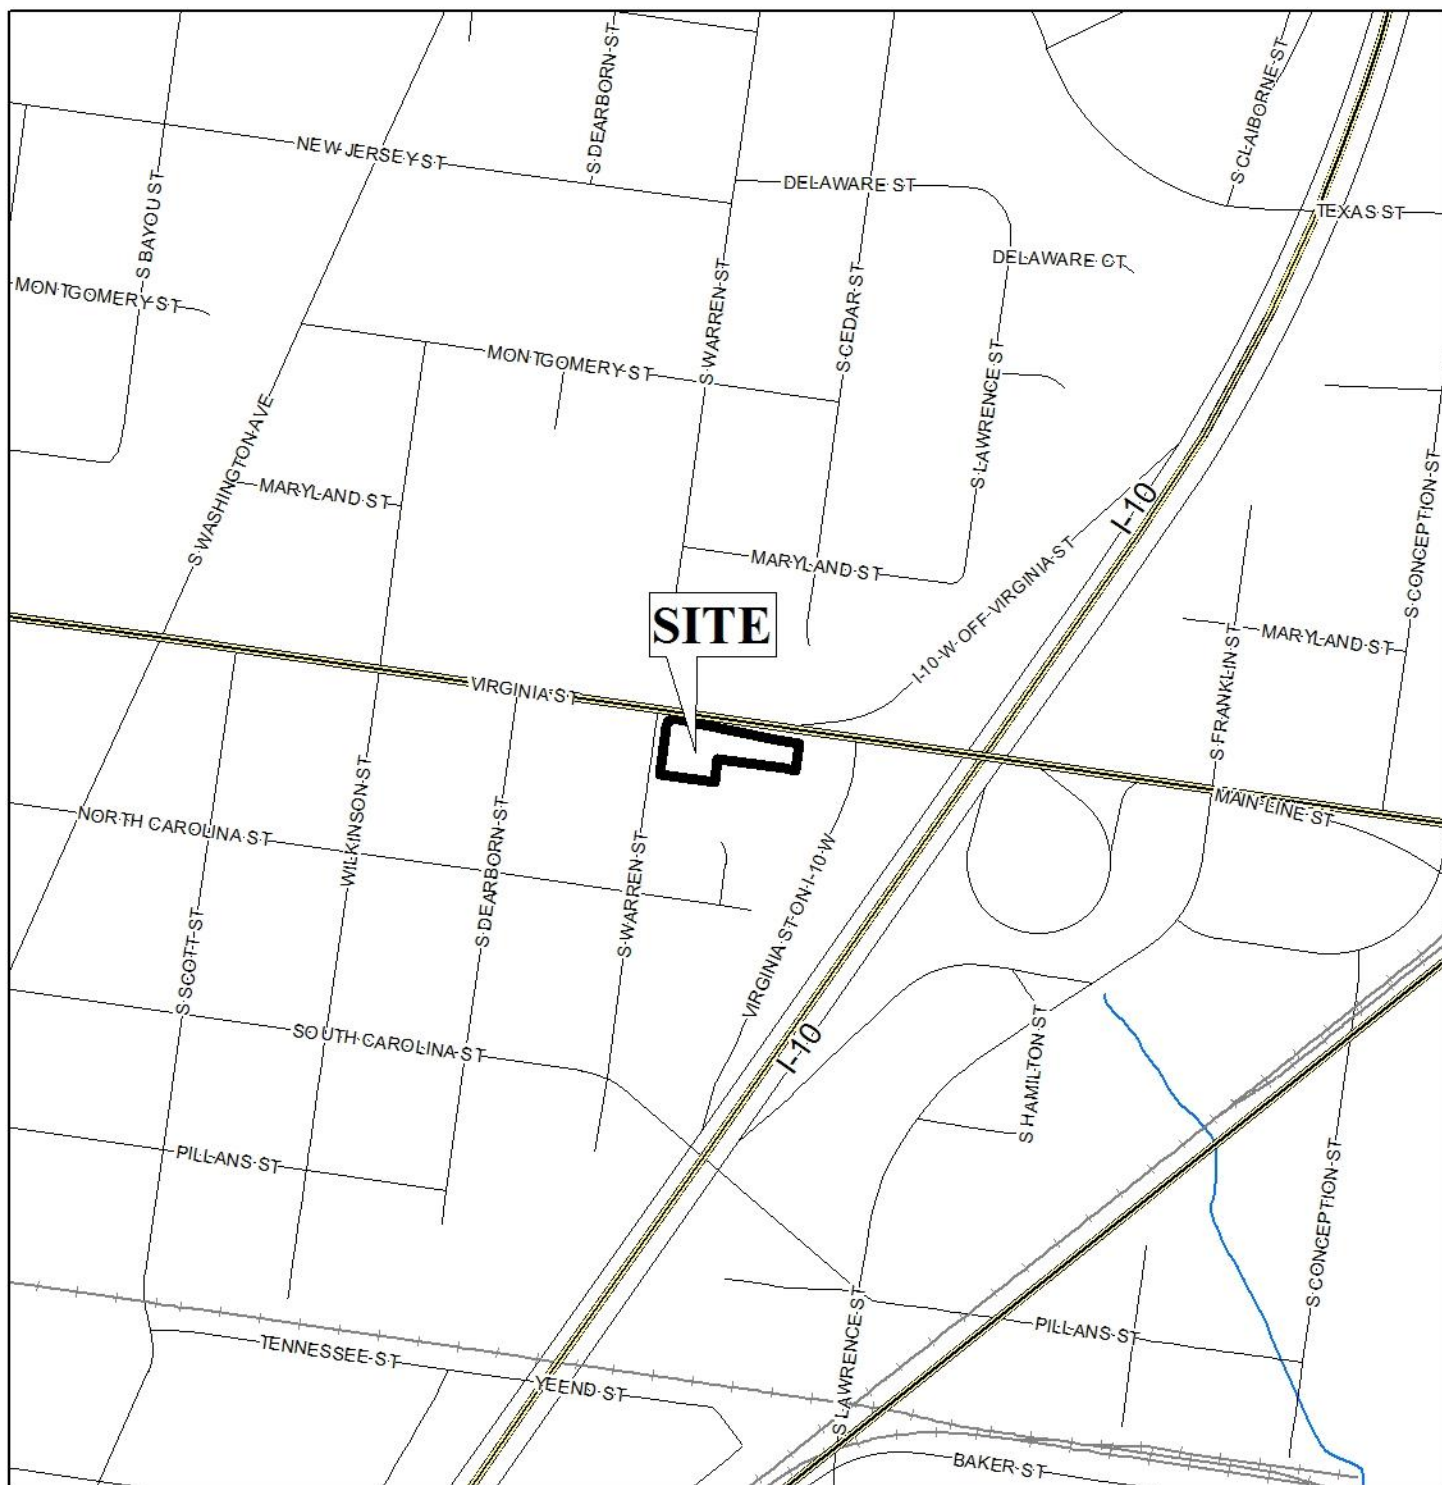 S DEARBORN ST
S CLAIBORNE ST
NEW JERSEY ST
DELAWARE ST
TEXAS ST
S BAYOU ST
DELAWARE CT
MONTGOMERY ST
S WARREN ST
S CEDAR ST
MONTGOMERY ST
S LAWRENCE ST
S WASHINGTON AVE
MARYLAND ST
I-10
S CONCEPTION ST
MARYLAND ST
I-10 W OFF VIRGINIA ST
SITE
MARYLAND ST
S FRANKLIN ST
VIRGINIA ST
MAIN LINE ST
NORTH CAROLINA ST
WILKINSON ST
S DEARBORN ST
S WARREN ST
VIRGINIA ST ON I-10 W
S SCOTT ST
SOUTH CAROLINA ST
I-10
S HAMILTON ST
PILLANS ST
S CONCEPTION ST
PILLANS ST
TENNESSEE ST
S LAWRENCE ST
YEEND ST
BAKER ST